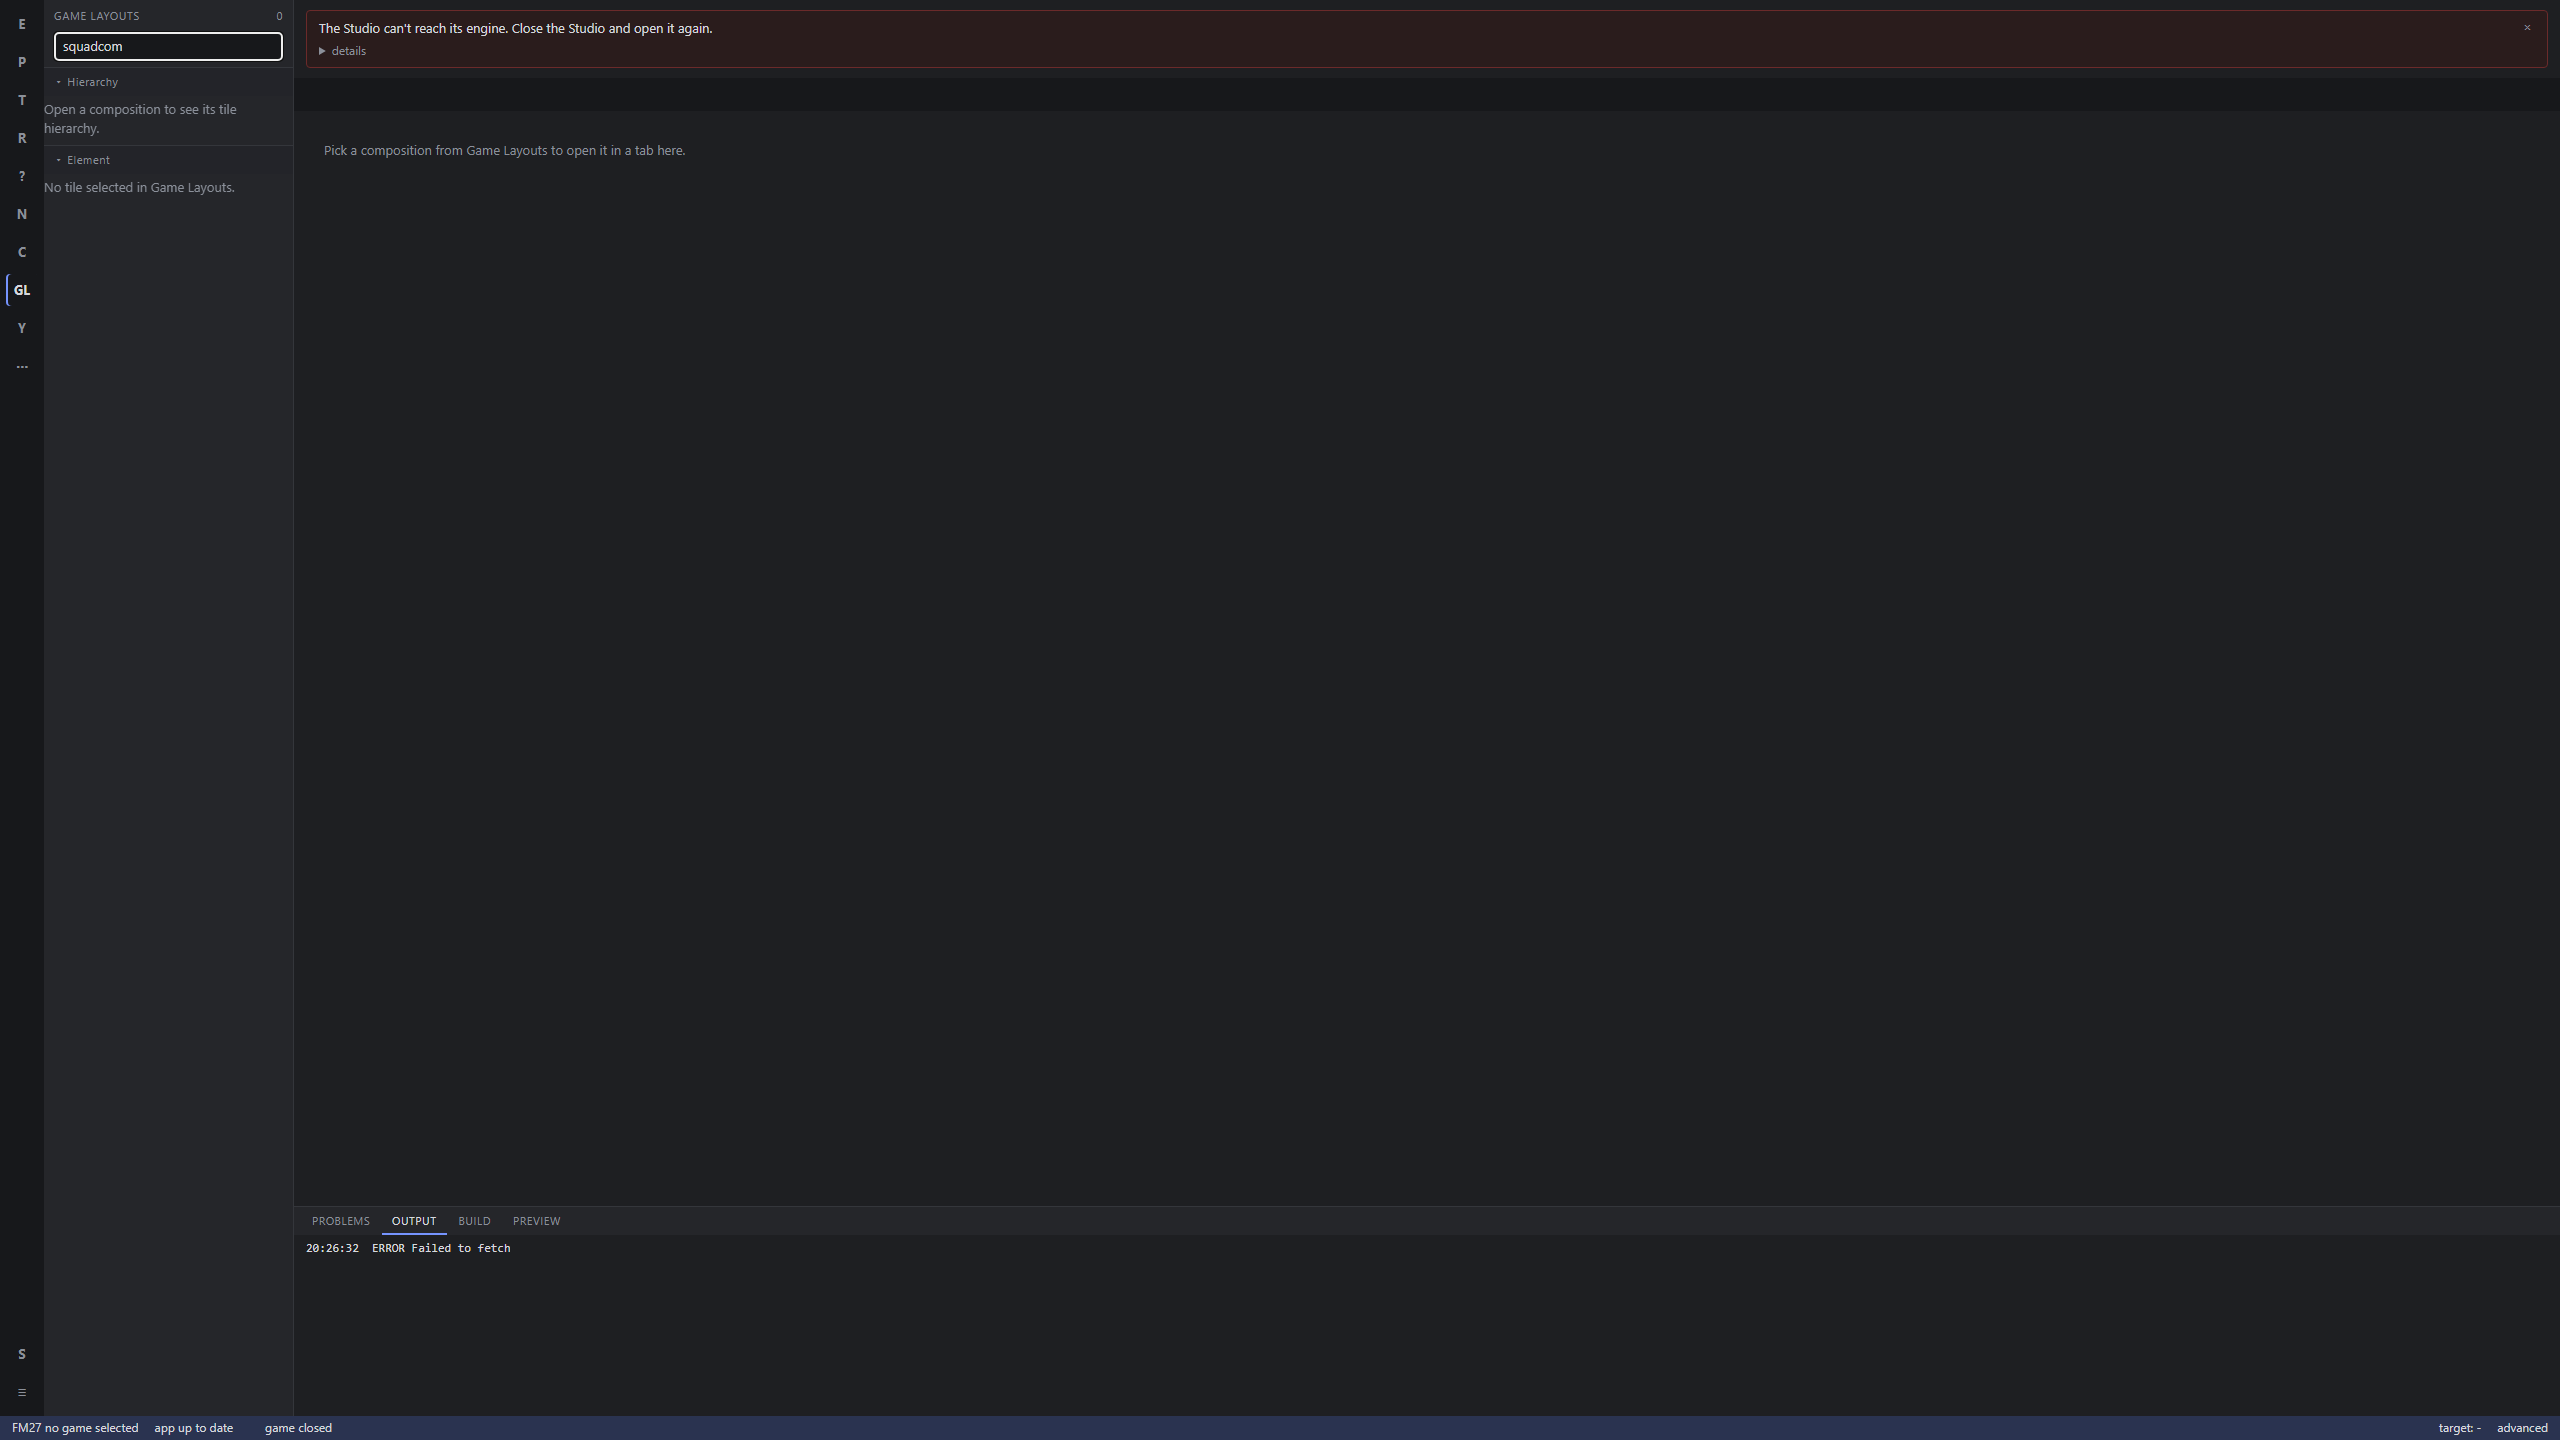 E
P
T
R
?
N
C
GL
Y
...
S
☰
GAME LAYOUTS 0
squadcom
Hierarchy
Open a composition to see its tile
hierarchy.
Element
No tile selected in Game Layouts.
The Studio can't reach its engine. Close the Studio and open it again. ×
▶ details
Pick a composition from Game Layouts to open it in a tab here.
PROBLEMS OUTPUT BUILD PREVIEW
20:26:32 ERROR Failed to fetch
FM27 no game selected app up to date game closed target: - advanced